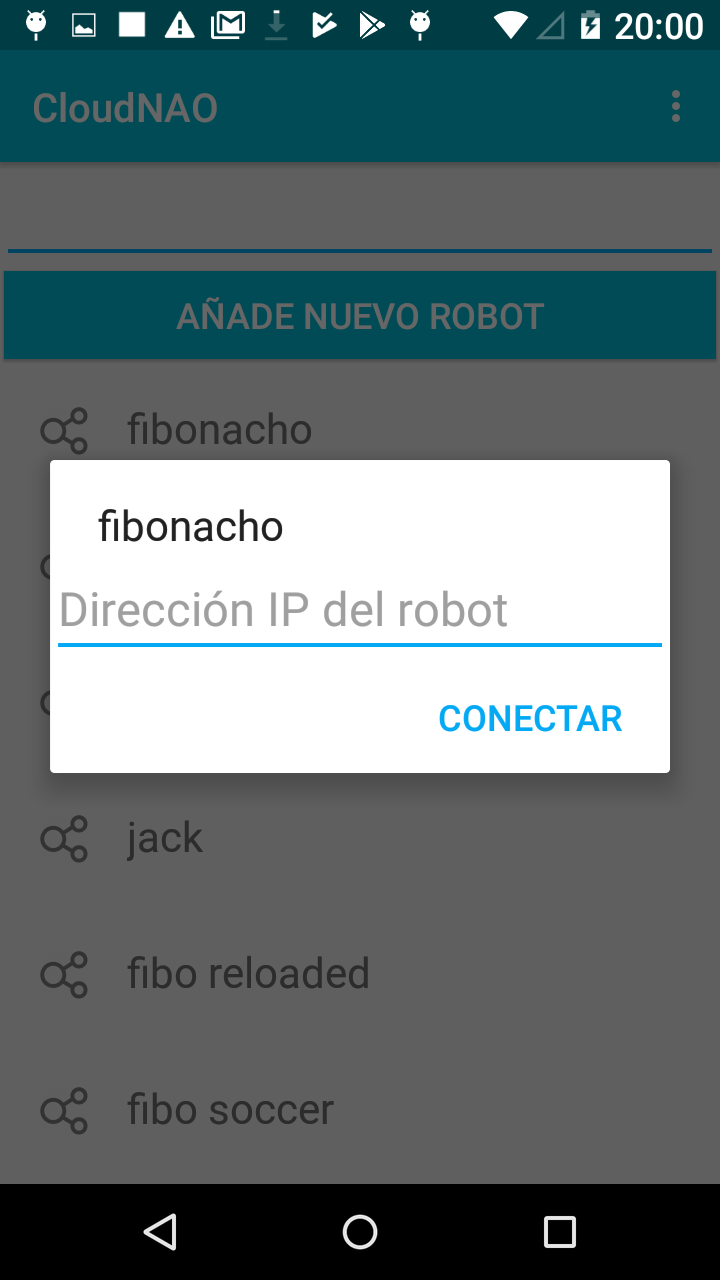 20:00
CloudNAO
AÑADE NUEVO ROBOT
fibonacho
fibonacho
Dirección IP del robot
CONECTAR
jack
fibo reloaded
fibo soccer